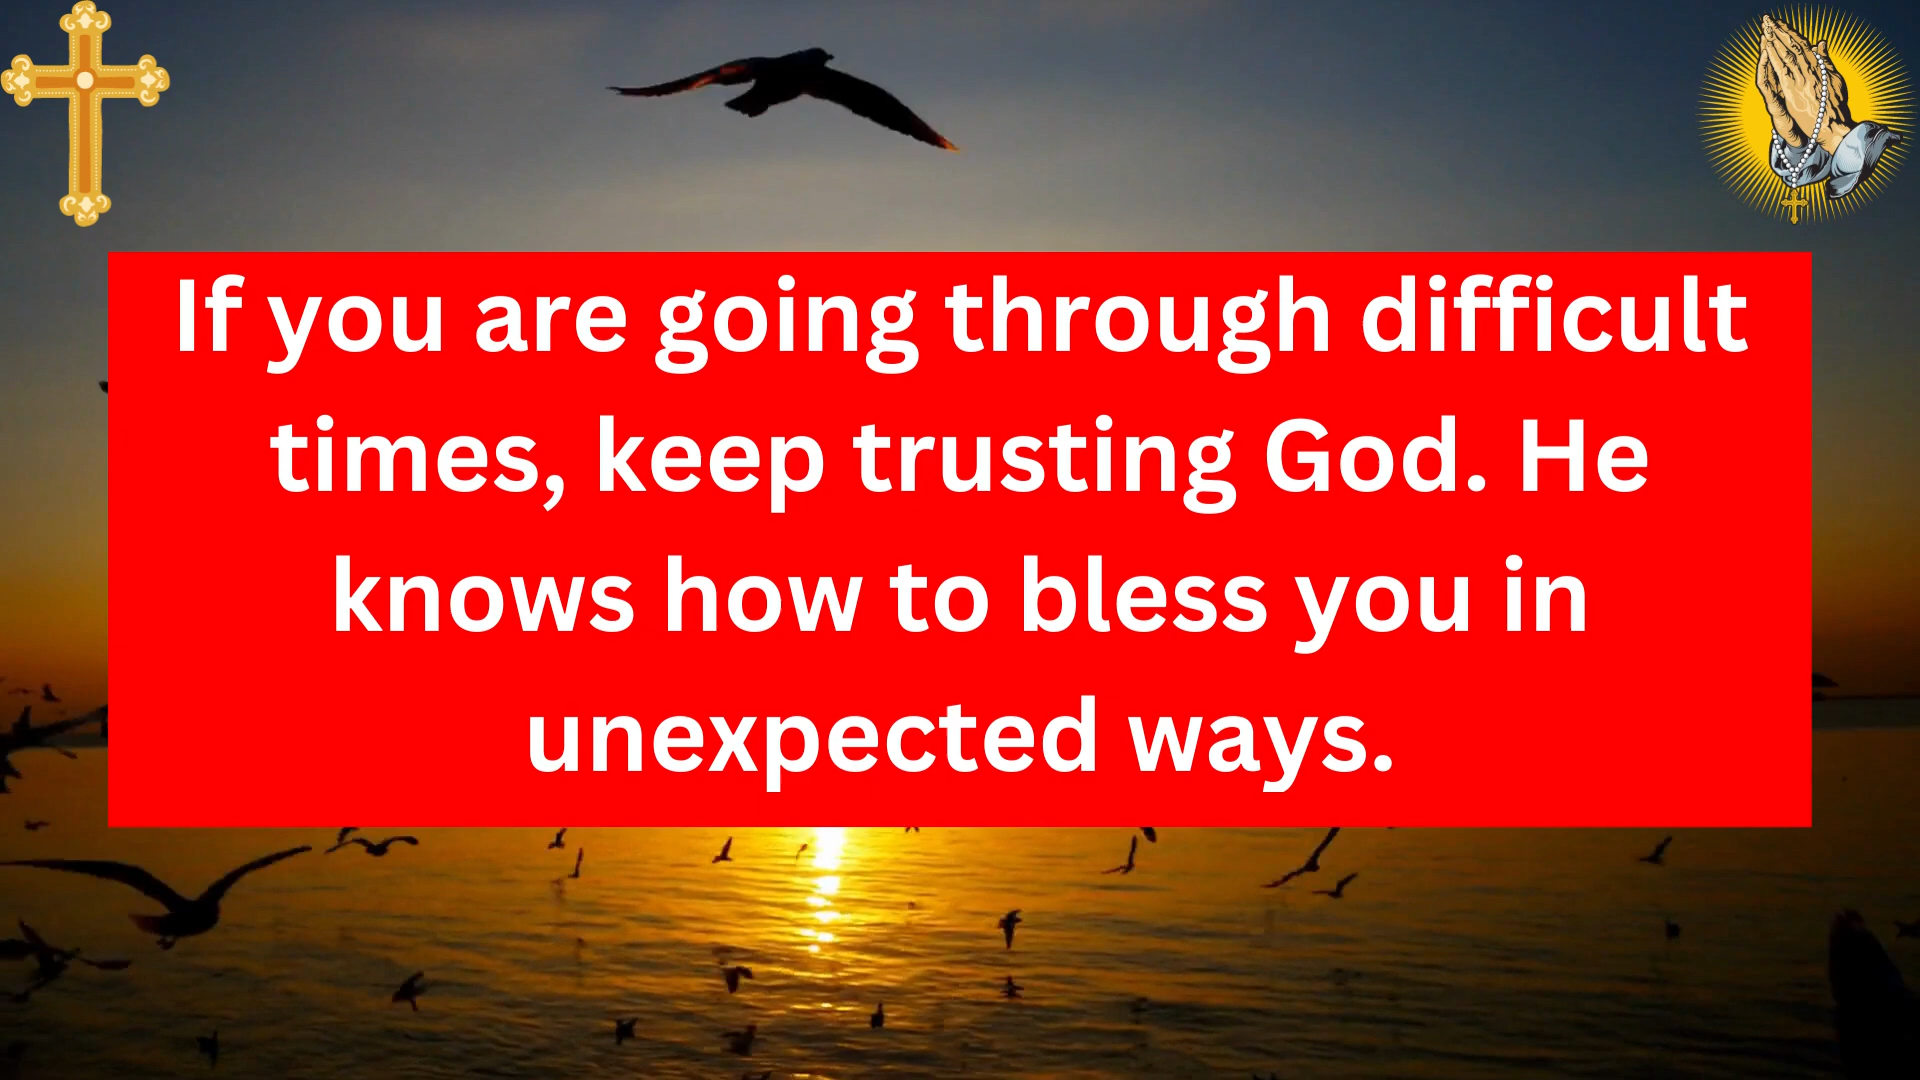 If you are going through difficult
times, keep trusting God. He
knows how to bless you in
unexpected ways.